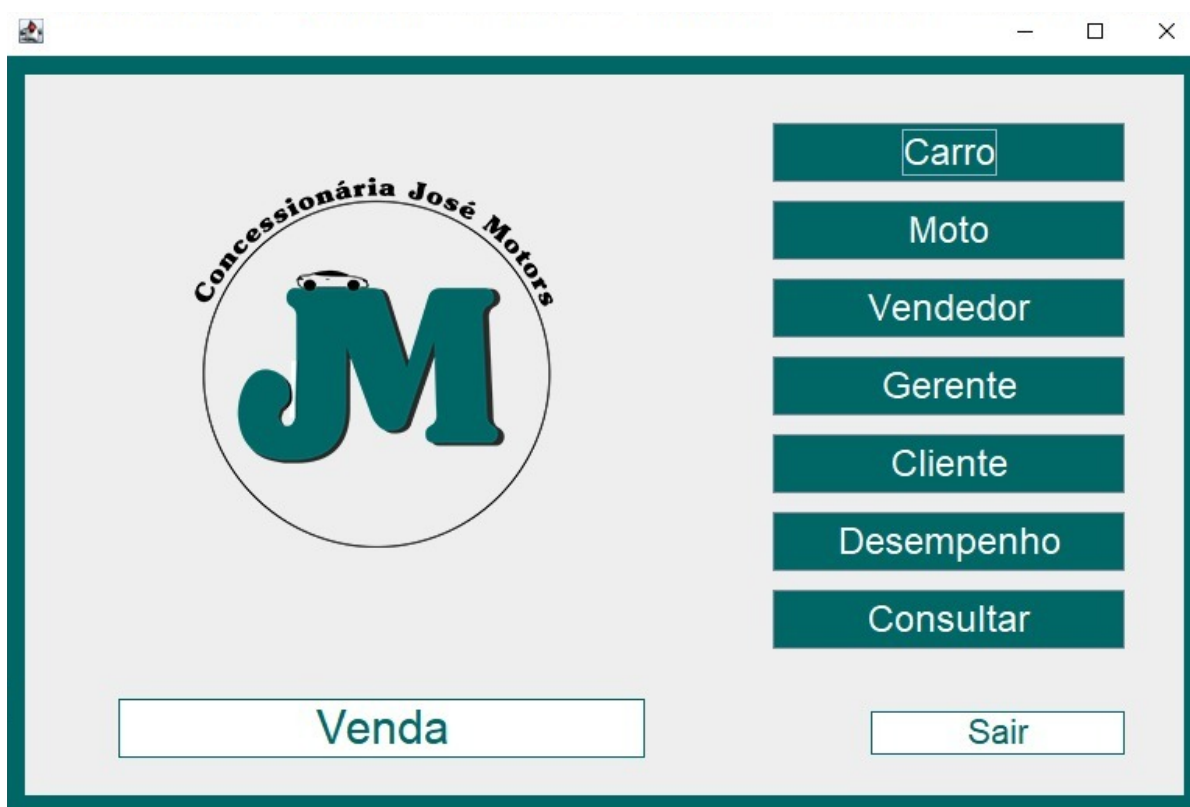 Concessionária José Motors
JM
Carro
Moto
Vendedor
Gerente
Cliente
Desempenho
Consultar
Venda
Sair